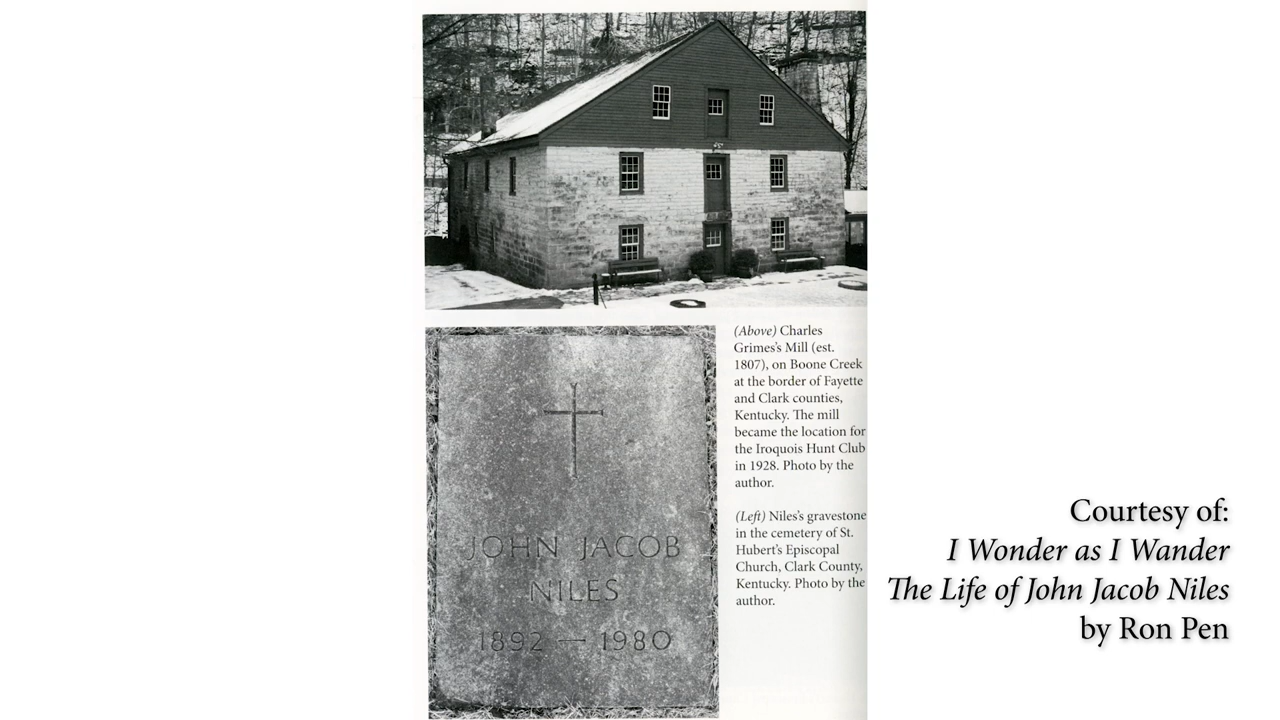 (Above) Charles
Grimes's Mill (est.
1807), on Boone Creek
at the border of Fayette
and Clark counties,
Kentucky. The mill
became the location for
the Iroquois Hunt Club
in 1928. Photo by the
author.
(Left) Niles's gravestone
in the cemetery of St.
Hubert's Episcopal
Church, Clark County,
Kentucky. Photo by the
author.
JOHN JACOB
NILES
1892 — 1980
Courtesy of:
I Wonder as I Wander
The Life of John Jacob Niles
by Ron Pen